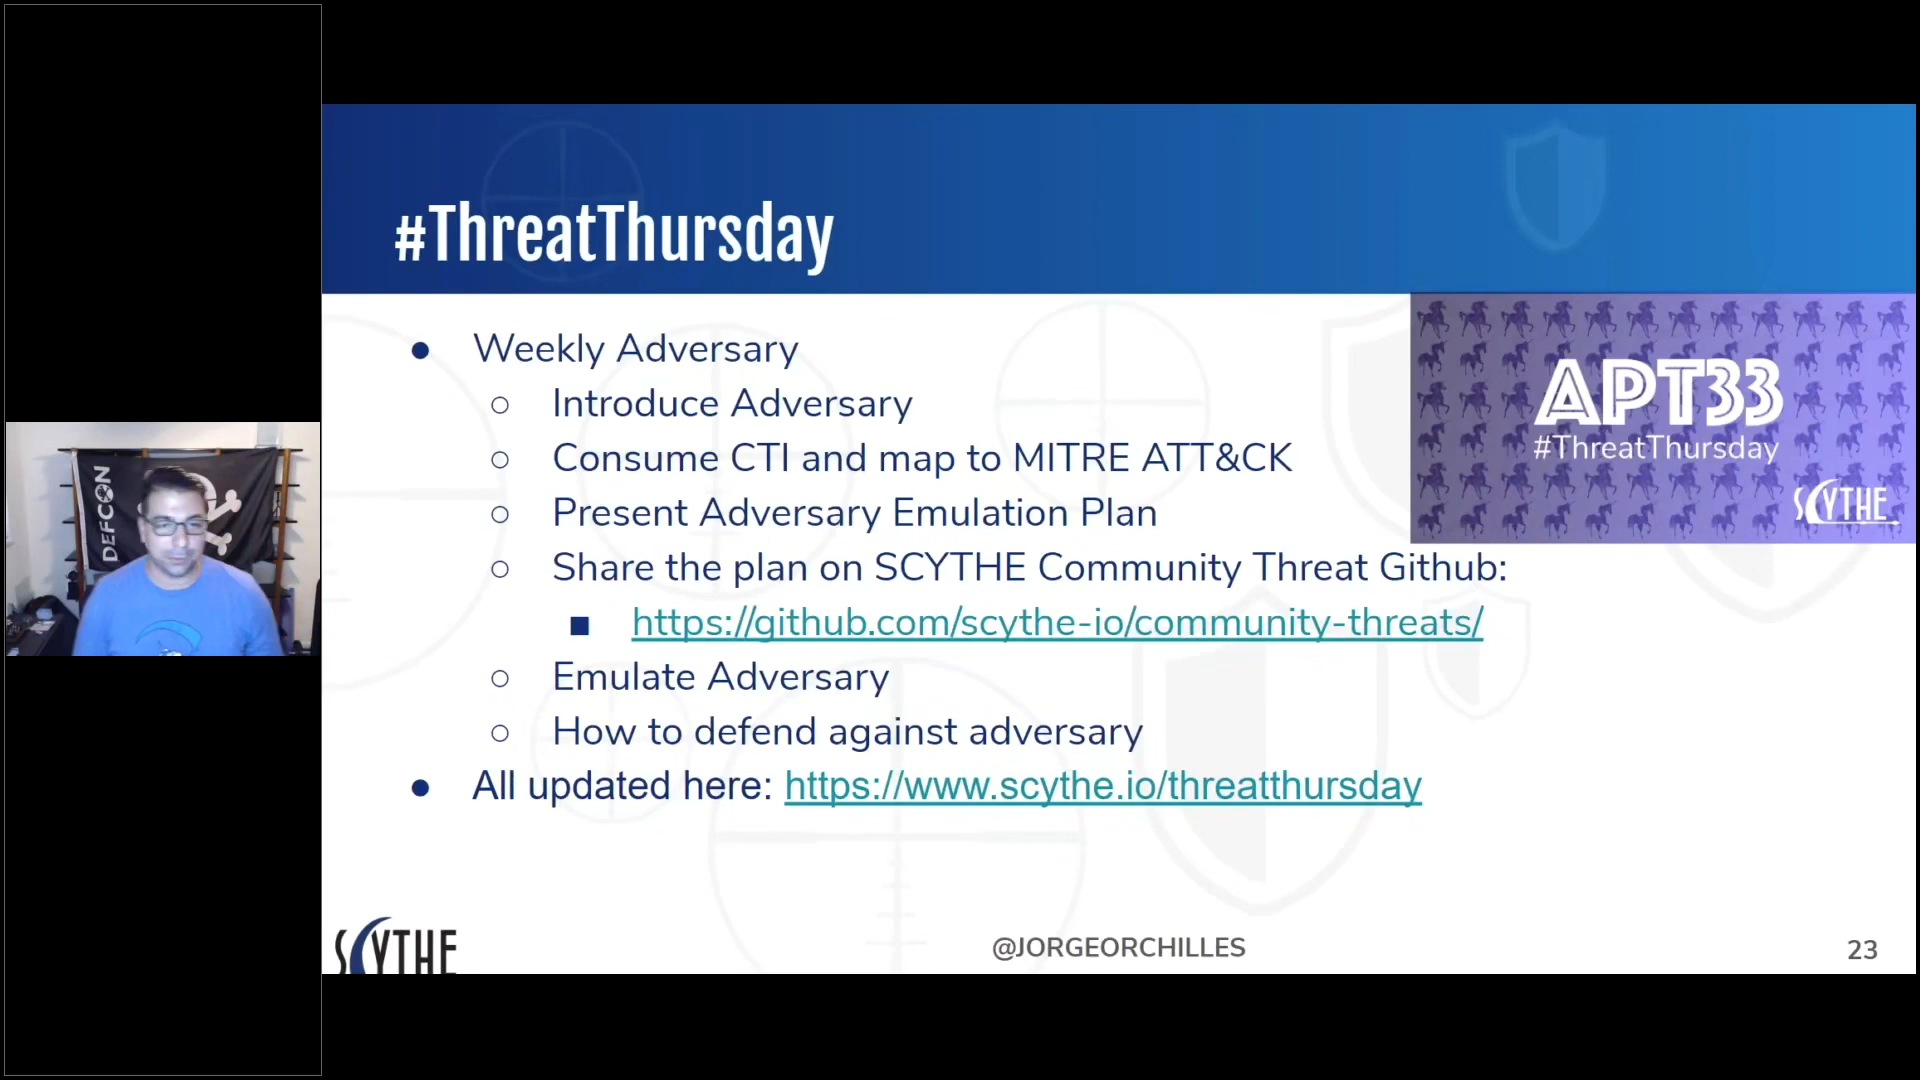 #ThreatThursday
Weekly Adversary
Introduce Adversary
Consume CTI and map to MITRE ATT&CK
Present Adversary Emulation Plan
Share the plan on SCYTHE Community Threat Github:
https://github.com/scythe-io/community-threats/
Emulate Adversary
How to defend against adversary
All updated here: https://www.scythe.io/threatthursday
APT33
#ThreatThursday
SCYTHE
DEFCON
SCYTHE
@JORGEORCHILLES
23